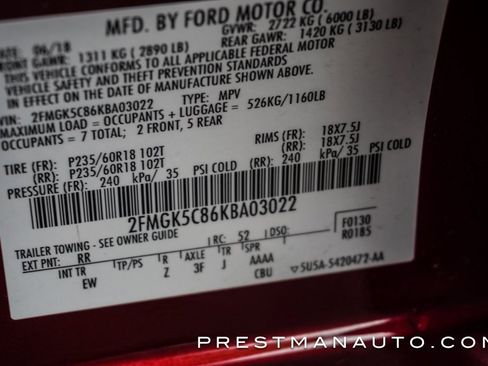 MFD. BY FORD MOTOR CO.
DATE: 06/18 GVWR: 2722 KG (6000 LB)
FRONT GAWR: 1311 KG (2890 LB) REAR GAWR: 1420 KG (3130 LB)
THIS VEHICLE CONFORMS TO ALL APPLICABLE FEDERAL MOTOR
VEHICLE SAFETY AND THEFT PREVENTION STANDARDS
IN EFFECT ON THE DATE OF MANUFACTURE SHOWN ABOVE.
VIN: 2FMGK5C86KBA03022 TYPE: MPV
MAXIMUM LOAD = OCCUPANTS + LUGGAGE = 526KG/1160LB
OCCUPANTS = 7 TOTAL; 2 FRONT, 5 REAR
TIRE (FR): P235/60R18 102T RIMS (FR): 18X7.5J
(RR): P235/60R18 102T (RR): 18X7.5J
PRESSURE (FR): 240 kPa/ 35 PSI COLD (RR): 240 kPa/ 35 PSI COLD
2FMGK5C86KBA03022
TRAILER TOWING - SEE OWNER GUIDE F0130
R0185
EXT PNT: RR RC: 52 DSO:
INT TR TP/PS R AXLE TR SPR AAAA 5U5A-5420472-AA
EW Z 3F J CBU
PRESTMANAUTO.COM